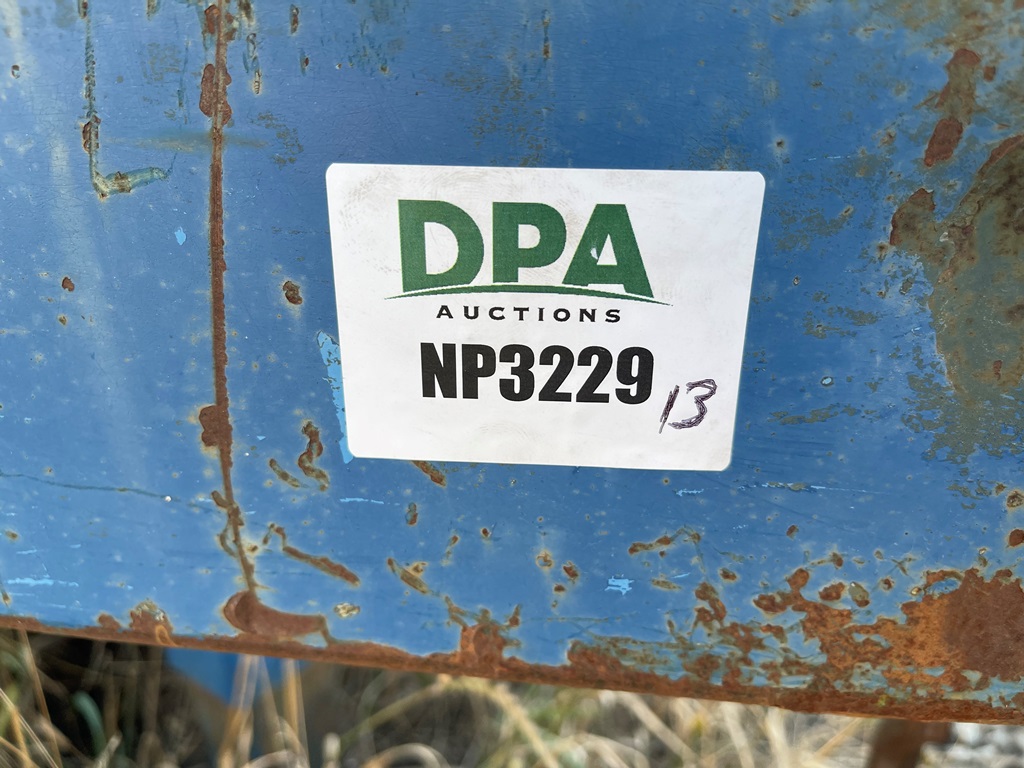 DPA
AUCTIONS
NP3229
13